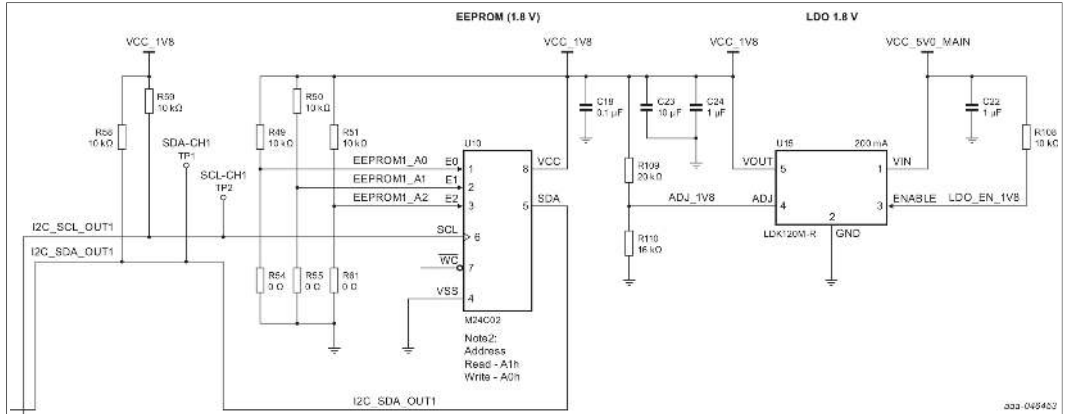 EEPROM (1.8 V)
LDO 1.8 V
VCC_1V8
VCC_1V8
VCC_1V8
VCC_5V0_MAIN
R59
10 kΩ
R58
10 kΩ
SDA-CH1
TP1
SCL-CH1
TP2
R50
10 kΩ
R49
10 kΩ
R51
10 kΩ
C18
0.1 µF
C23
10 µF
C24
1 µF
C22
1 µF
R108
10 kΩ
U10
EEPROM1_A0
E0
1
EEPROM1_A1
E1
2
EEPROM1_A2
E2
3
8
VCC
5
SDA
SCL
6
WC
7
VSS
4
M24C02
R109
20 kΩ
R110
16 kΩ
ADJ_1V8
U15
200 mA
VOUT
5
1
VIN
ADJ
4
3
ENABLE
LDO_EN_1V8
2
GND
LDK120M-R
I2C_SCL_OUT1
I2C_SDA_OUT1
R54
0 Ω
R55
0 Ω
R61
0 Ω
Note2:
Address
Read - A1h
Write - A0h
I2C_SDA_OUT1
aaa-046453